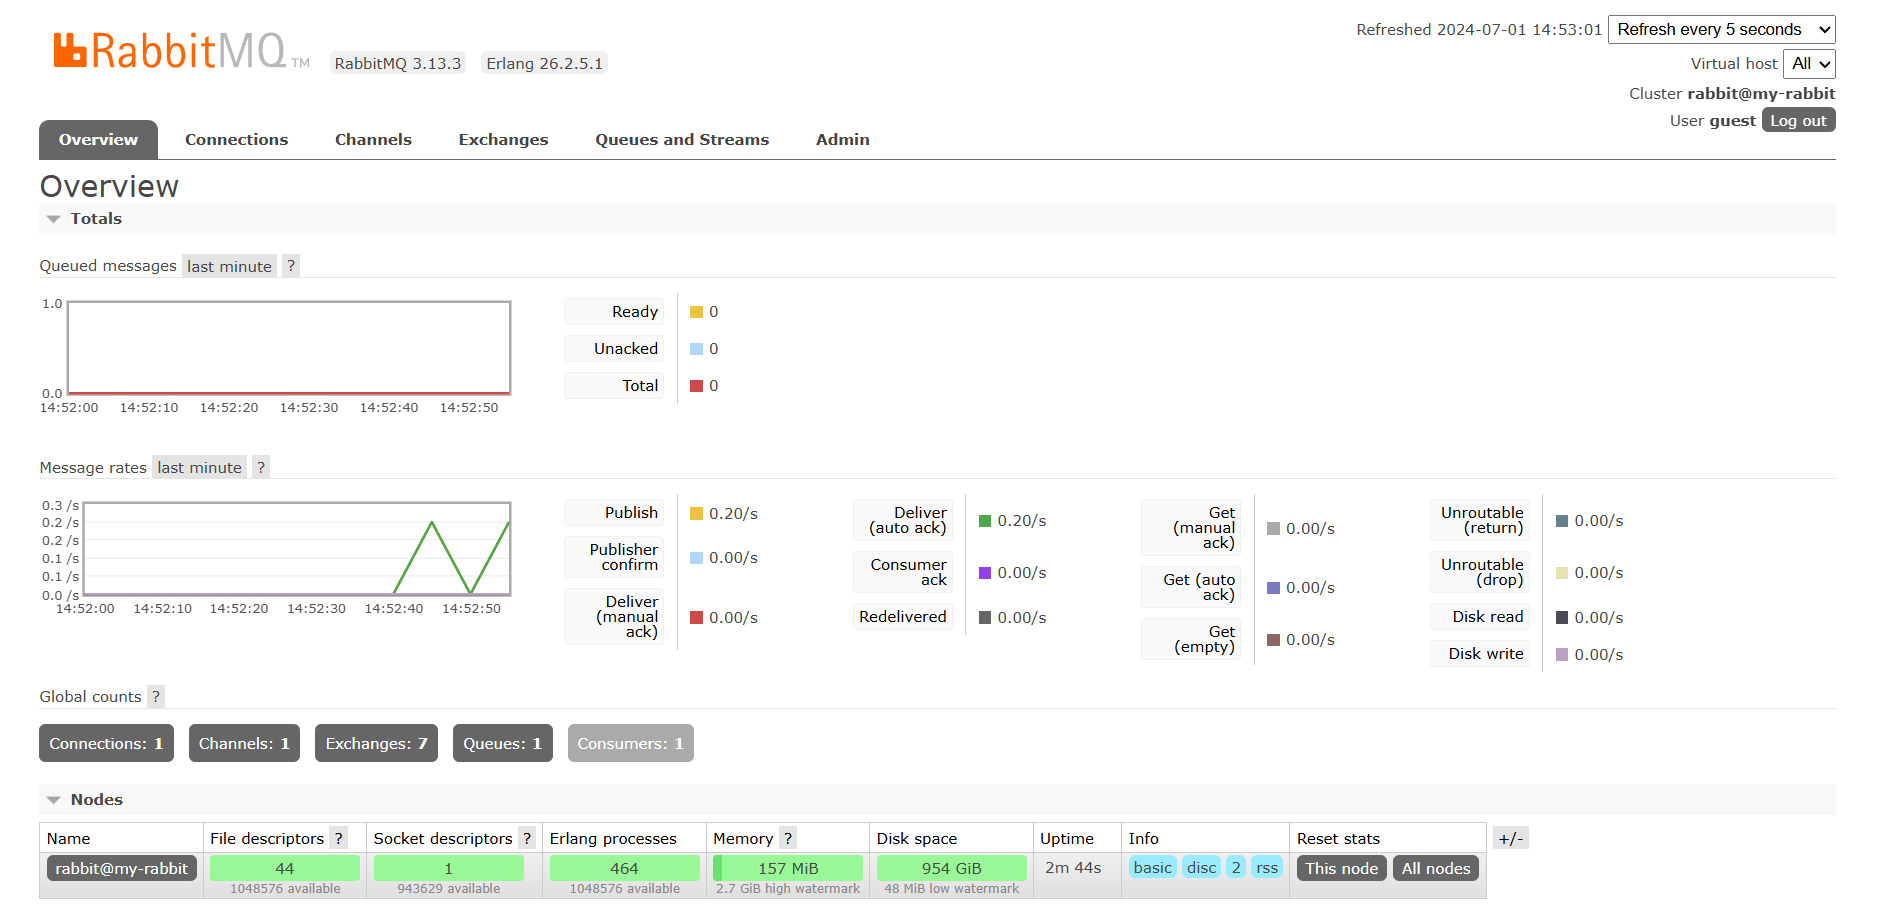 RabbitMQ TM RabbitMQ 3.13.3 Erlang 26.2.5.1
Refreshed 2024-07-01 14:53:01 Refresh every 5 seconds
Virtual host All
Cluster rabbit@my-rabbit
User guest Log out
Overview Connections Channels Exchanges Queues and Streams Admin
Overview
Totals
Queued messages last minute ?
1.0
0.0
14:52:00 14:52:10 14:52:20 14:52:30 14:52:40 14:52:50
Ready 0
Unacked 0
Total 0
Message rates last minute ?
0.3 /s
0.2 /s
0.2 /s
0.1 /s
0.1 /s
0.0 /s
14:52:00 14:52:10 14:52:20 14:52:30 14:52:40 14:52:50
Publish 0.20/s
Publisher
confirm 0.00/s
Deliver
(manual
ack) 0.00/s
Deliver
(auto ack) 0.20/s
Consumer
ack 0.00/s
Redelivered 0.00/s
Get
(manual
ack) 0.00/s
Get (auto
ack) 0.00/s
Get
(empty) 0.00/s
Unroutable
(return) 0.00/s
Unroutable
(drop) 0.00/s
Disk read 0.00/s
Disk write 0.00/s
Global counts ?
Connections: 1 Channels: 1 Exchanges: 7 Queues: 1 Consumers: 1
Nodes
Name File descriptors ? Socket descriptors ? Erlang processes Memory ? Disk space Uptime Info Reset stats +/-
rabbit@my-rabbit 44 1 464 157 MiB 954 GiB 2m 44s basic disc 2 rss This node All nodes
1048576 available 943629 available 1048576 available 2.7 GiB high watermark 48 MiB low watermark